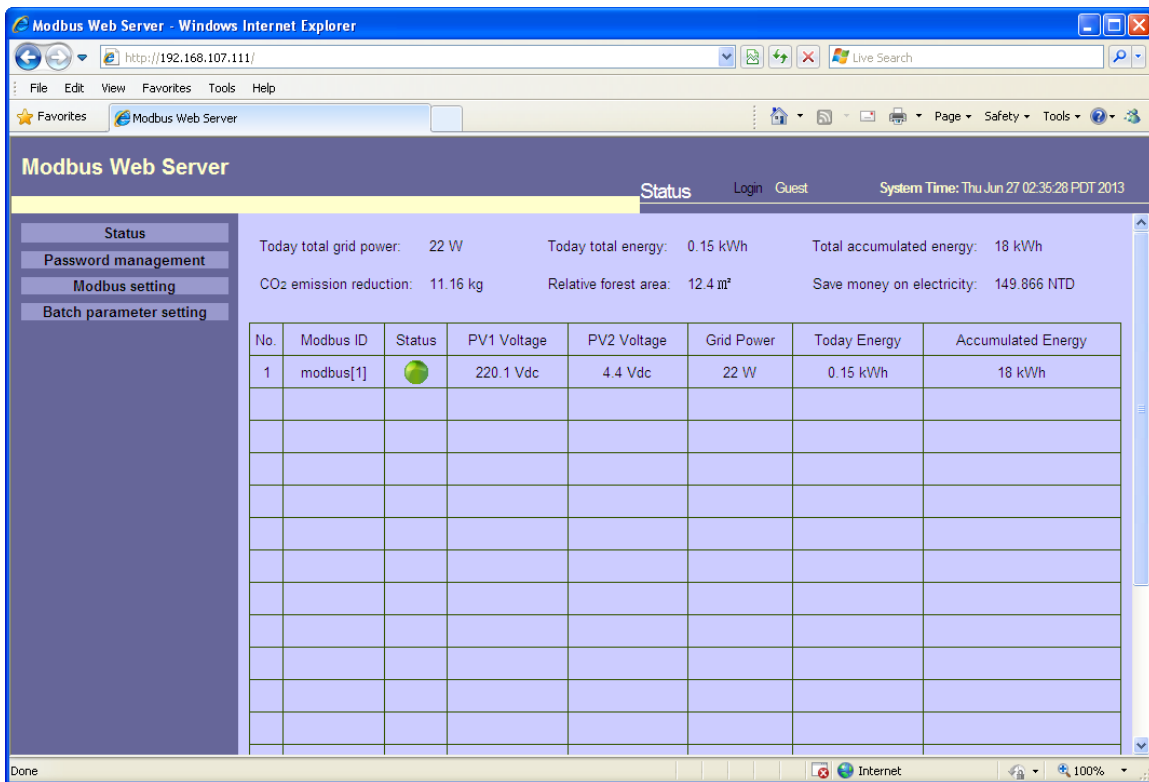 Modbus Web Server - Windows Internet Explorer
http://192.168.107.111/
Live Search
File Edit View Favorites Tools Help
Favorites Modbus Web Server Page Safety Tools
Modbus Web Server
Status Login Guest System Time: Thu Jun 27 02:35:28 PDT 2013
Status
Password management
Modbus setting
Batch parameter setting
Today total grid power: 22 W Today total energy: 0.15 kWh Total accumulated energy: 18 kWh
CO2 emission reduction: 11.16 kg Relative forest area: 12.4 m² Save money on electricity: 149.866 NTD
No. Modbus ID Status PV1 Voltage PV2 Voltage Grid Power Today Energy Accumulated Energy
1 modbus[1] 220.1 Vdc 4.4 Vdc 22 W 0.15 kWh 18 kWh
Done Internet 100%